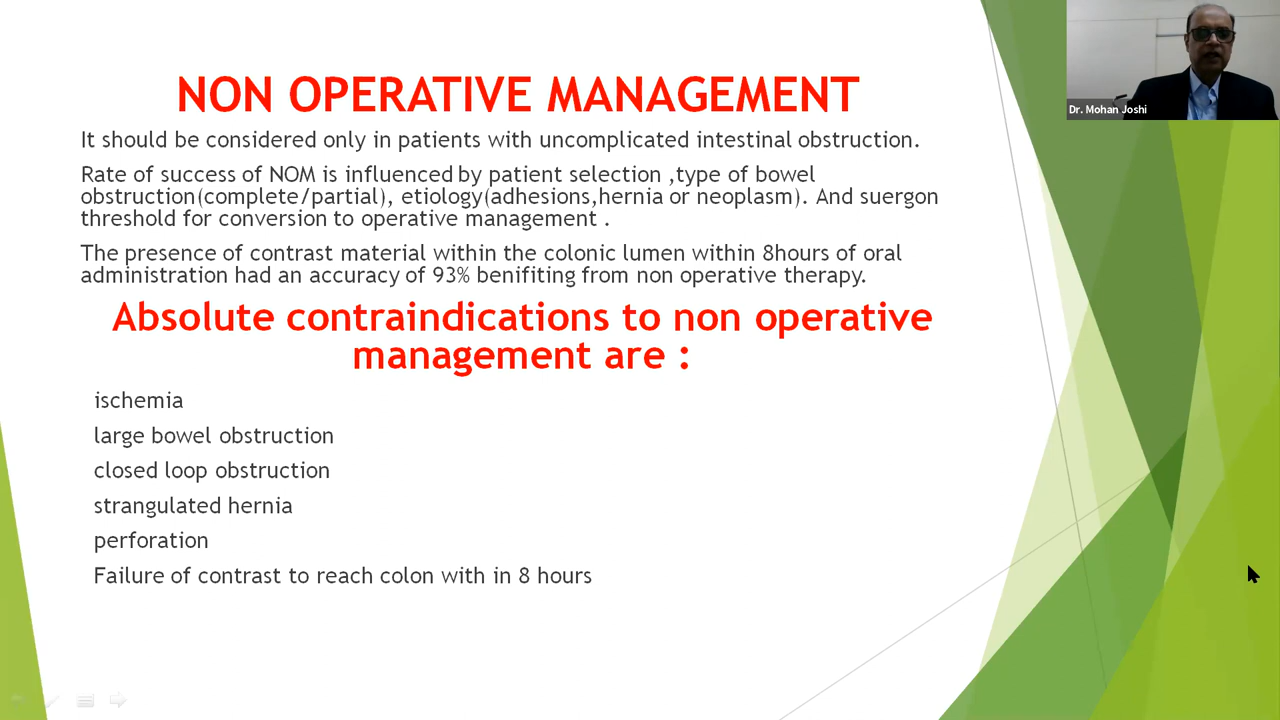 Dr. Mohan Joshi
NON OPERATIVE MANAGEMENT
It should be considered only in patients with uncomplicated intestinal obstruction.
Rate of success of NOM is influenced by patient selection ,type of bowel
obstruction(complete/partial), etiology(adhesions,hernia or neoplasm). And suergon
threshold for conversion to operative management .
The presence of contrast material within the colonic lumen within 8hours of oral
administration had an accuracy of 93% benifiting from non operative therapy.
Absolute contraindications to non operative
management are :
ischemia
large bowel obstruction
closed loop obstruction
strangulated hernia
perforation
Failure of contrast to reach colon with in 8 hours